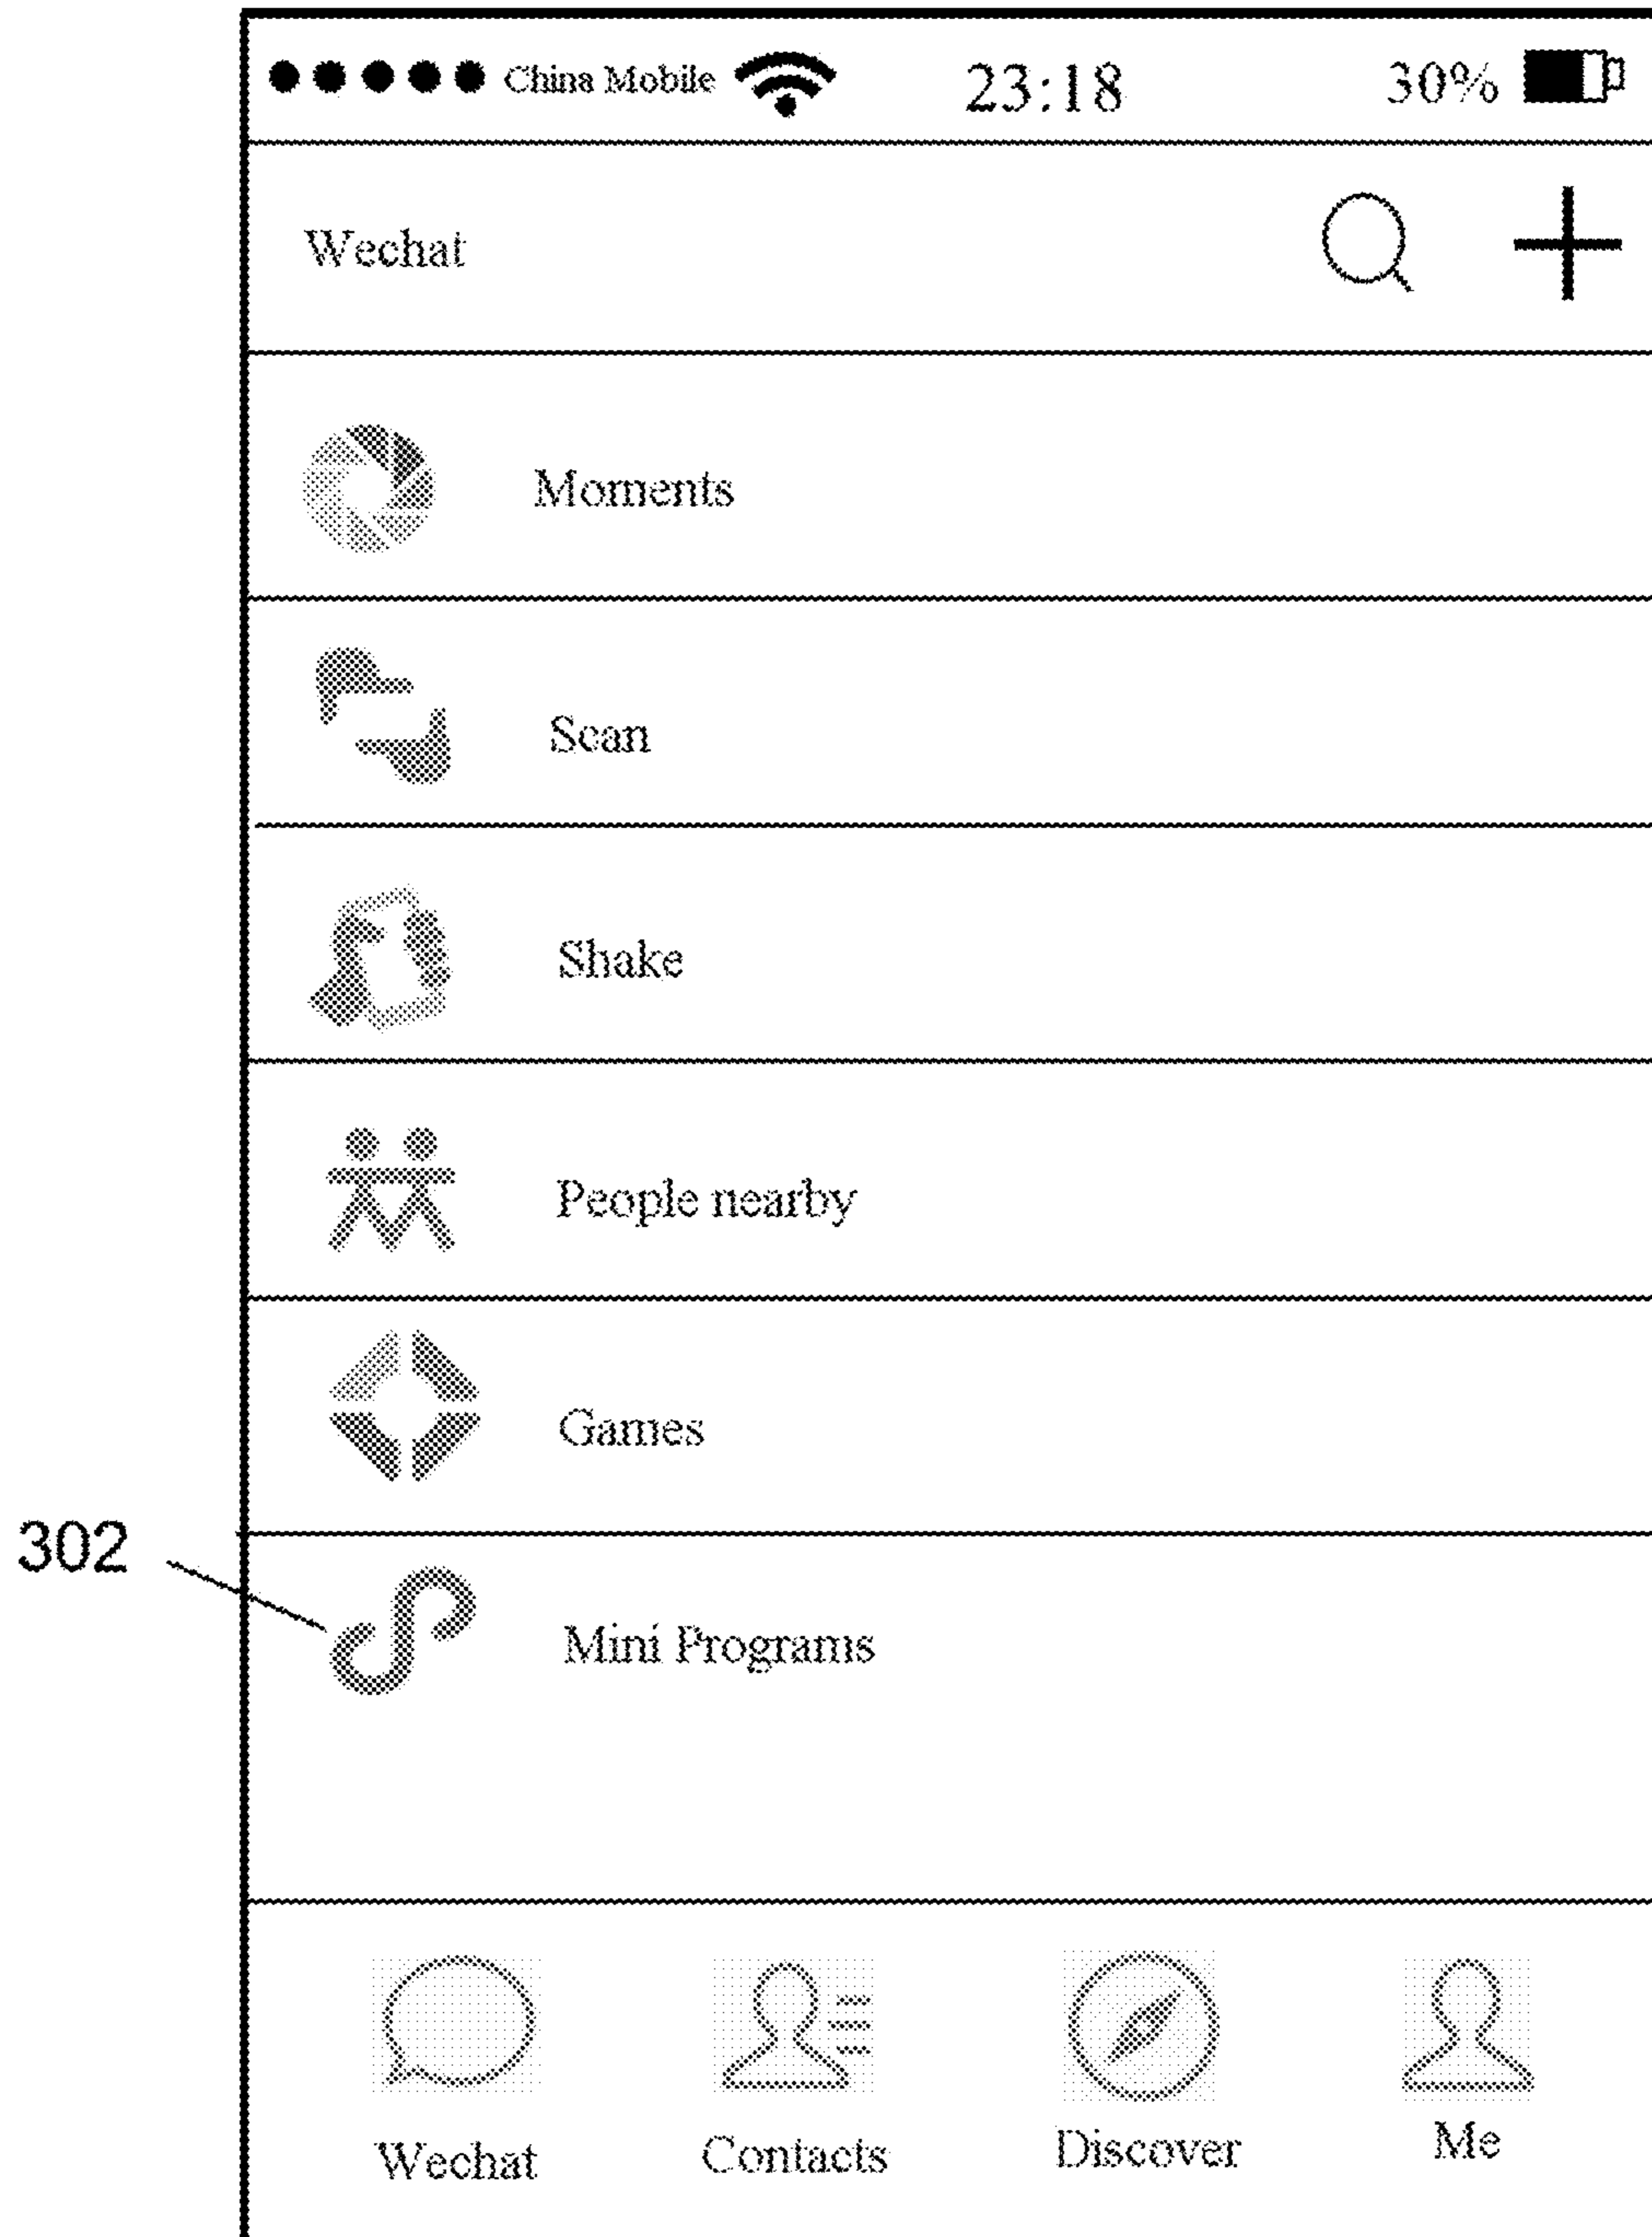 China Mobile 23:18 30%
Wechat
Moments
Scan
Shake
People nearby
Games
302
Mini Programs
Wechat Contacts Discover Me